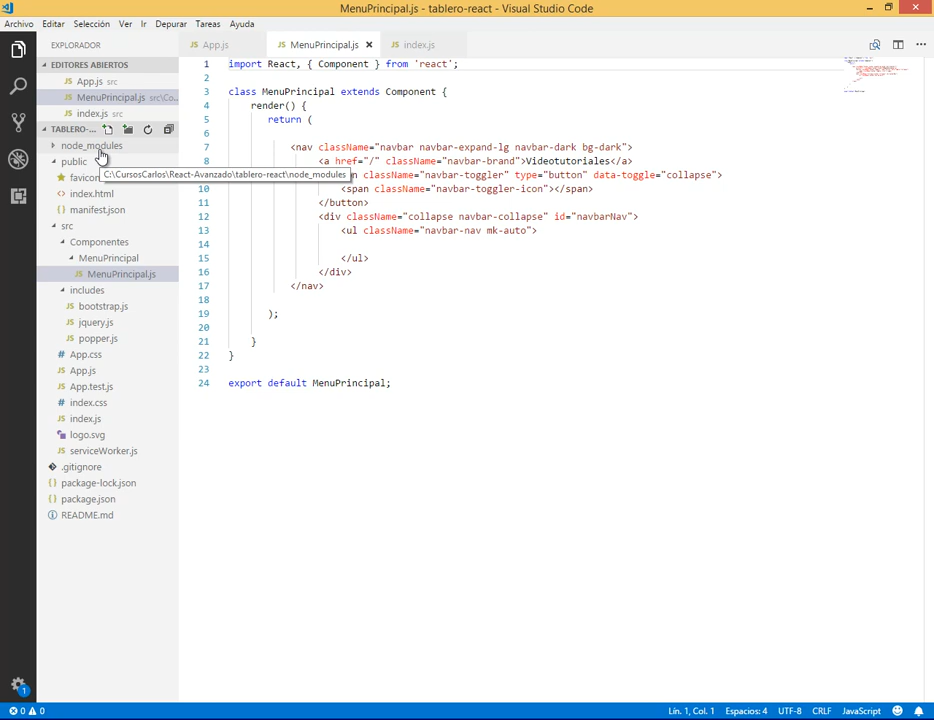 MenuPrincipal.js - tablero-react - Visual Studio Code
Archivo Editar Selección Ver Ir Depurar Tareas Ayuda
EXPLORADOR
App.js MenuPrincipal.js index.js
EDITORES ABIERTOS
App.js src
MenuPrincipal.js src\Co...
index.js src
TABLERO-...
node_modules
public
C:\CursosCarlos\React-Avanzado\tablero-react\node_modules
index.html
manifest.json
src
Componentes
MenuPrincipal
MenuPrincipal.js
includes
bootstrap.js
jquery.js
popper.js
App.css
App.js
App.test.js
index.css
index.js
logo.svg
serviceWorker.js
.gitignore
package-lock.json
package.json
README.md
1 import React, { Component } from 'react';
2
3 class MenuPrincipal extends Component {
4 render() {
5 return (
6
7 <nav className="navbar navbar-expand-lg navbar-dark bg-dark">
8 <a href="/" className="navbar-brand">Videotutoriales</a>
n className="navbar-toggler" type="button" data-toggle="collapse">
10 <span className="navbar-toggler-icon"></span>
11 </button>
12 <div className="collapse navbar-collapse" id="navbarNav">
13 <ul className="navbar-nav mk-auto">
14
15 </ul>
16 </div>
17 </nav>
18
19 );
20
21 }
22 }
23
24 export default MenuPrincipal;
1
0 0 Lín. 1, Col. 1 Espacios: 4 UTF-8 CRLF JavaScript